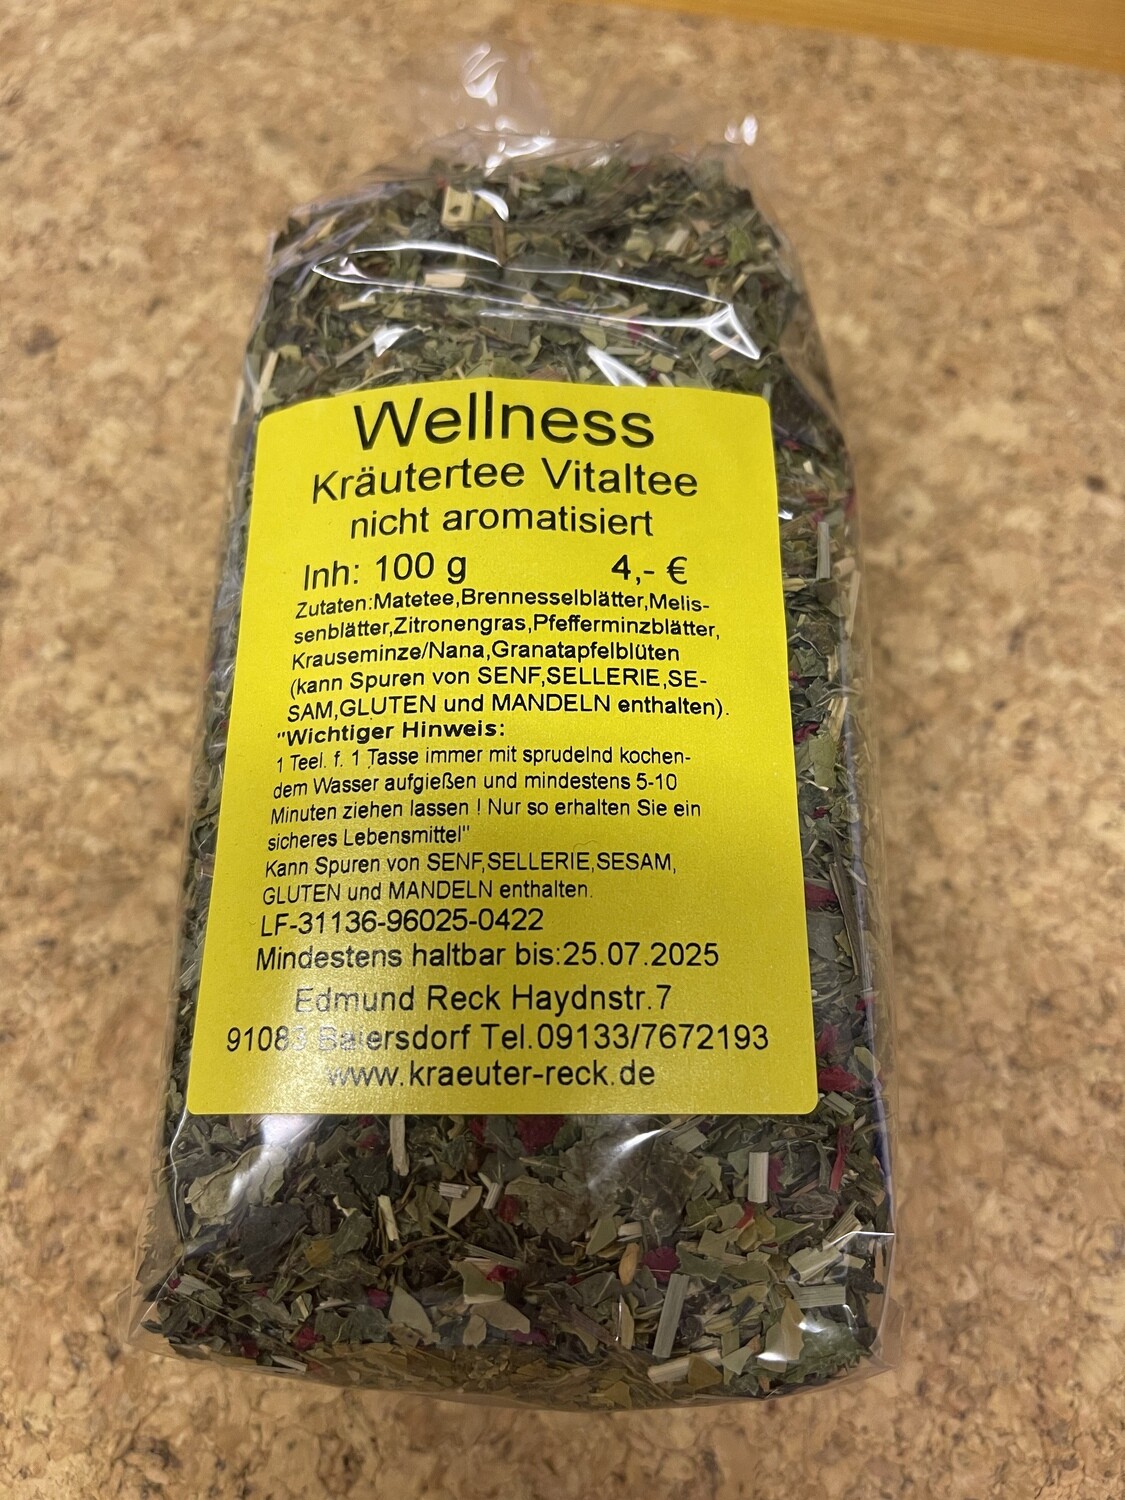 Wellness
Kräutertee Vitaltee
nicht aromatisiert
Inh: 100 g 4,- €
Zutaten:Matetee,Brennesselblätter,Melis-
senblätter,Zitronengras,Pfefferminzblätter,
Krauseminze/Nana,Granatapfelblüten
(kann Spuren von SENF,SELLERIE,SE-
SAM,GLUTEN und MANDELN enthalten).
"Wichtiger Hinweis:
1 Teel. f. 1 Tasse immer mit sprudelnd kochen-
dem Wasser aufgießen und mindestens 5-10
Minuten ziehen lassen ! Nur so erhalten Sie ein
sicheres Lebensmittel"
Kann Spuren von SENF,SELLERIE,SESAM,
GLUTEN und MANDELN enthalten.
LF-31136-96025-0422
Mindestens haltbar bis:25.07.2025
Edmund Reck Haydnstr.7
91083 Baiersdorf Tel.09133/7672193
www.kraeuter-reck.de